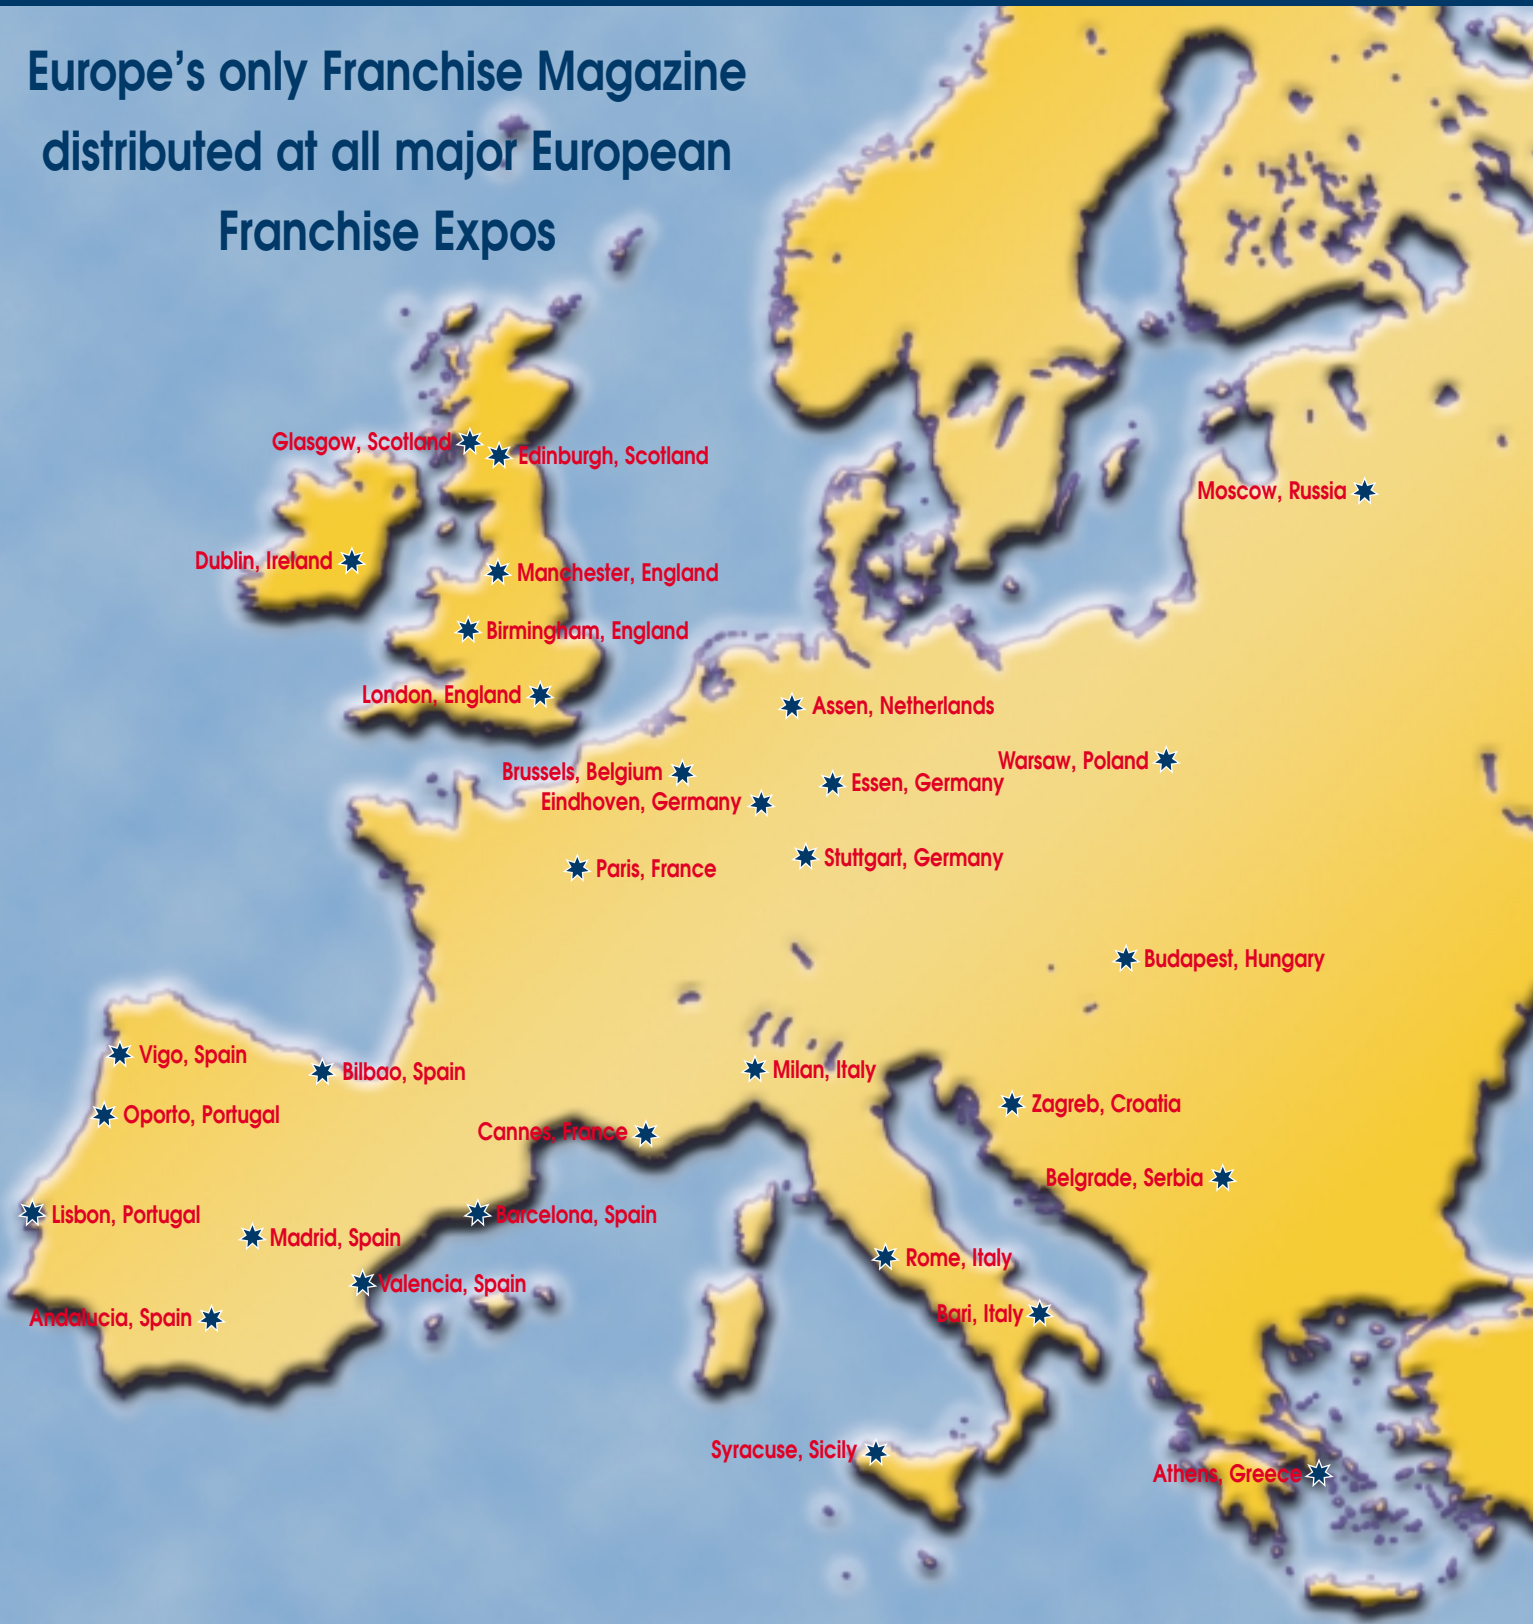 Europe’s only Franchise Magazine
distributed at all major European
Franchise Expos
Glasgow, Scotland
Edinburgh, Scotland
Moscow, Russia
Dublin, Ireland
Manchester, England
Birmingham, England
London, England
Assen, Netherlands
Warsaw, Poland
Brussels, Belgium
Essen, Germany
Eindhoven, Germany
Stuttgart, Germany
Paris, France
Budapest, Hungary
Vigo, Spain
Bilbao, Spain
Milan, Italy
Zagreb, Croatia
Oporto, Portugal
Cannes, France
Belgrade, Serbia
Lisbon, Portugal
Barcelona, Spain
Madrid, Spain
Rome, Italy
Valencia, Spain
Bari, Italy
Andalucia, Spain
Syracuse, Sicily
Athens, Greece